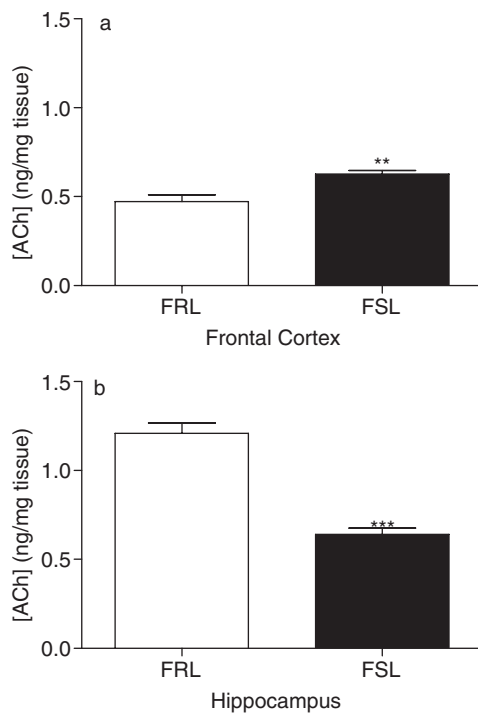 a
[ACh] (ng/mg tissue)
1.5
1.0
0.5
0.0
**
FRL FSL
Frontal Cortex
b
[ACh] (ng/mg tissue)
1.5
1.0
0.5
0.0
***
FRL FSL
Hippocampus